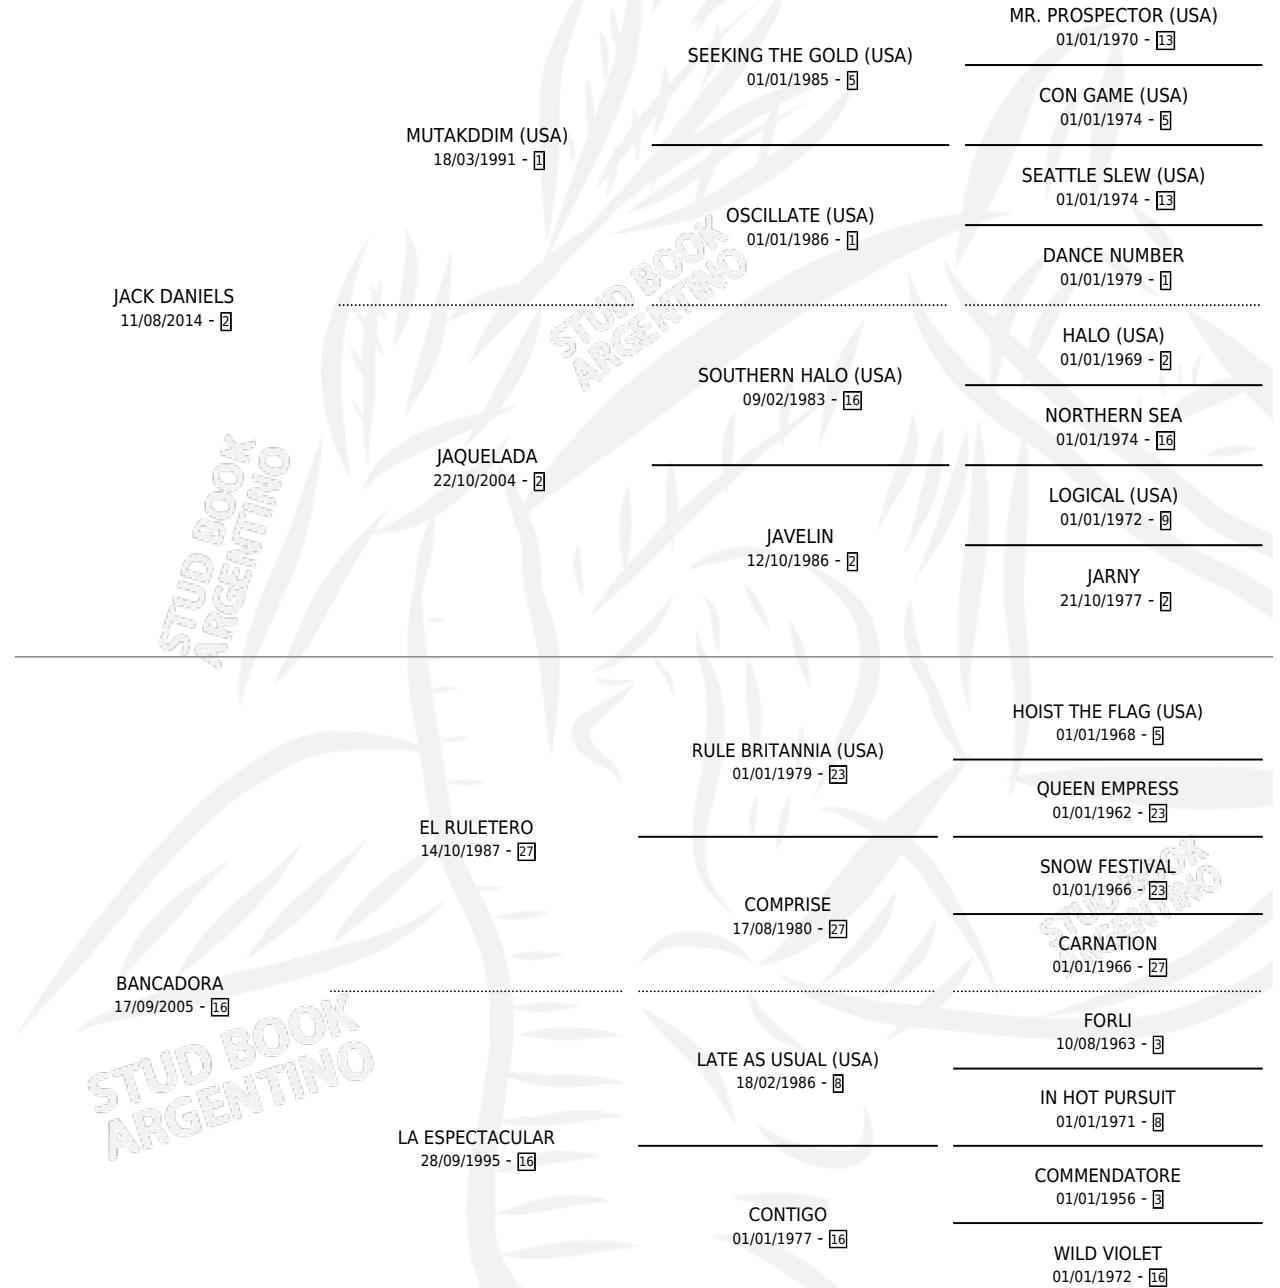 MR. PROSPECTOR (USA)
01/01/1970 - 13
SEEKING THE GOLD (USA)
01/01/1985 - 5
CON GAME (USA)
01/01/1974 - 5
MUTAKDDIM (USA)
18/03/1991 - 1
SEATTLE SLEW (USA)
01/01/1974 - 13
OSCILLATE (USA)
01/01/1986 - 1
DANCE NUMBER
01/01/1979 - 1
JACK DANIELS
11/08/2014 - 2
HALO (USA)
01/01/1969 - 2
SOUTHERN HALO (USA)
09/02/1983 - 16
NORTHERN SEA
01/01/1974 - 16
JAQUELADA
22/10/2004 - 2
LOGICAL (USA)
01/01/1972 - 9
JAVELIN
12/10/1986 - 2
JARNY
21/10/1977 - 2
HOIST THE FLAG (USA)
01/01/1968 - 5
RULE BRITANNIA (USA)
01/01/1979 - 23
QUEEN EMPRESS
01/01/1962 - 23
EL RULETERO
14/10/1987 - 27
SNOW FESTIVAL
01/01/1966 - 23
COMPRISE
17/08/1980 - 27
CARNATION
01/01/1966 - 27
BANCADORA
17/09/2005 - 16
FORLI
10/08/1963 - 3
LATE AS USUAL (USA)
18/02/1986 - 8
IN HOT PURSUIT
01/01/1971 - 8
LA ESPECTACULAR
28/09/1995 - 16
COMMENDATORE
01/01/1956 - 3
CONTIGO
01/01/1977 - 16
WILD VIOLET
01/01/1972 - 16
STUD BOOK
ARGENTINO
STUD BOOK
ARGENTINO
STUD BOOK
ARGENTINO
STUD BOOK
ARGENTINO